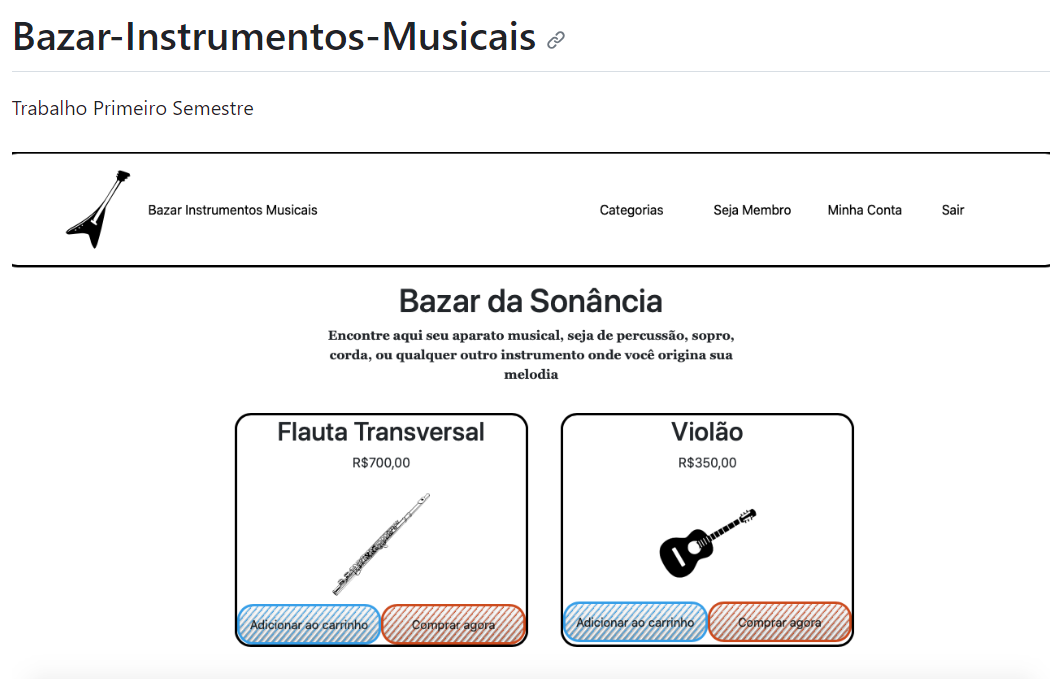 Bazar-Instrumentos-Musicais
Trabalho Primeiro Semestre
Bazar Instrumentos Musicais
Categorias
Seja Membro
Minha Conta
Sair
Bazar da Sonância
Encontre aqui seu aparato musical, seja de percussão, sopro,
corda, ou qualquer outro instrumento onde você origina sua
melodia
Flauta Transversal
R$700,00
Adicionar ao carrinho
Comprar agora
Violão
R$350,00
Adicionar ao carrinho
Comprar agora